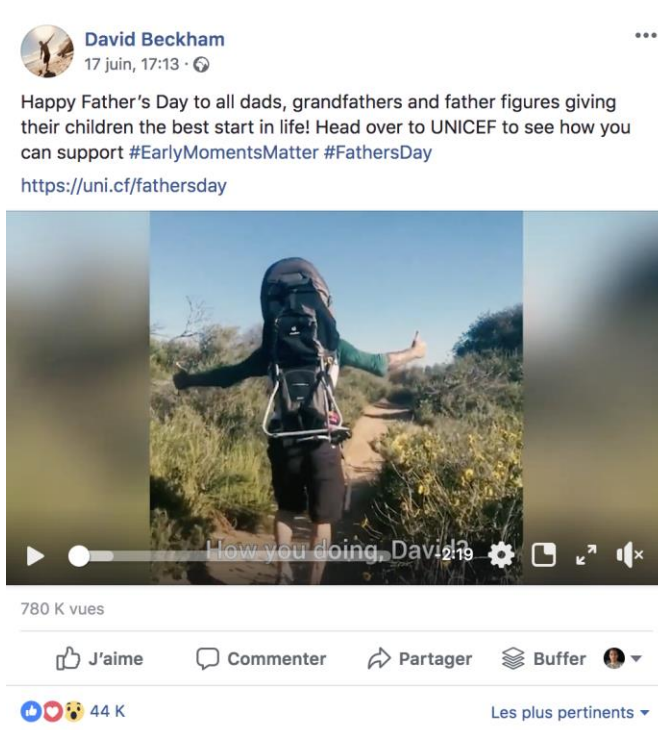 David Beckham
17 juin, 17:13 ·
Happy Father's Day to all dads, grandfathers and father figures giving
their children the best start in life! Head over to UNICEF to see how you
can support #EarlyMomentsMatter #FathersDay
https://uni.cf/fathersday
How you doing, David?
-2:19
780 K vues
J'aime
Commenter
Partager
Buffer
44 K
Les plus pertinents